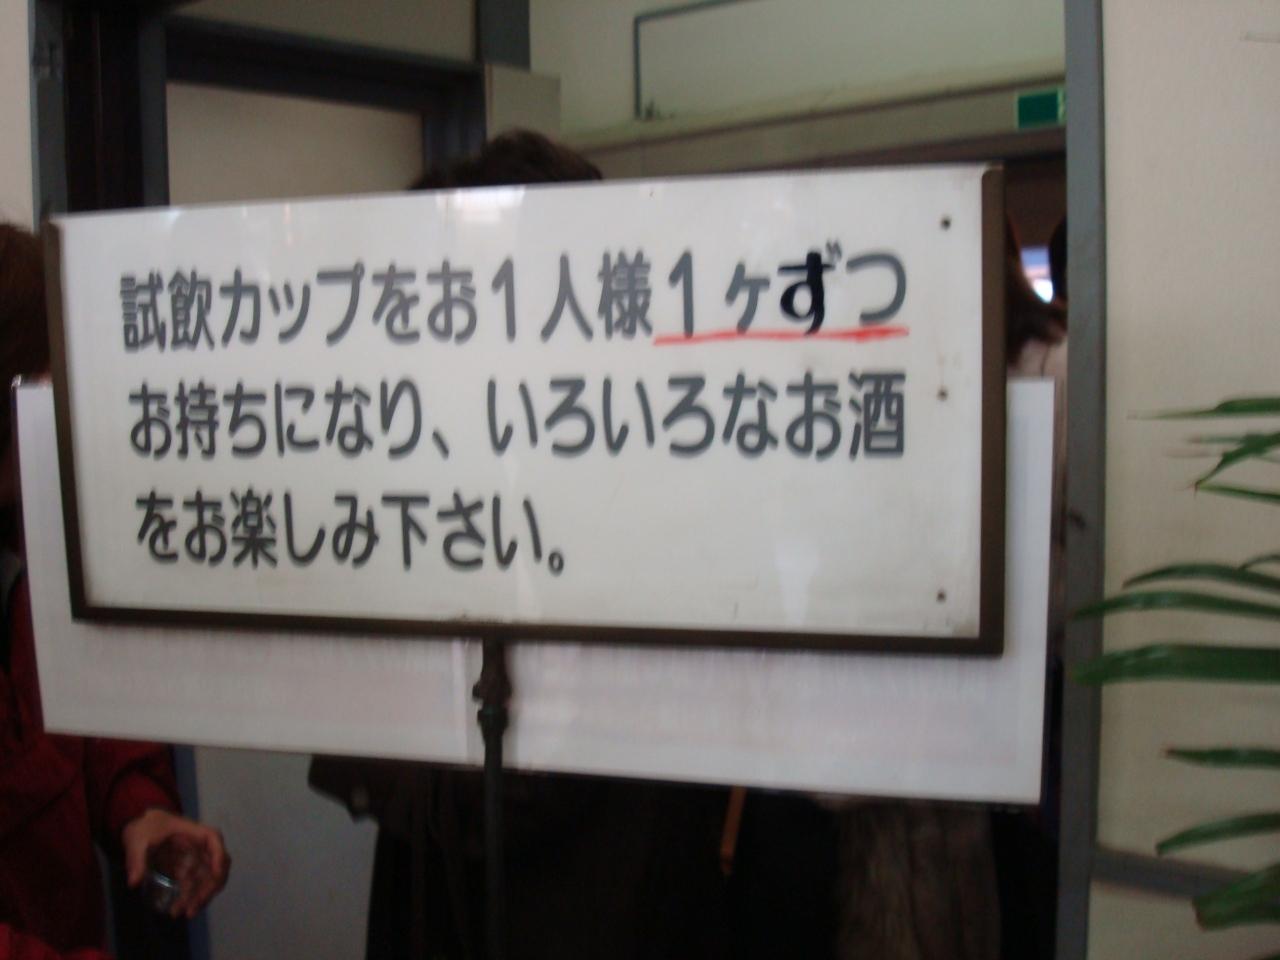 試飲カップをお1人様1ヶずつ
お持ちになり、いろいろなお酒
をお楽しみ下さい。